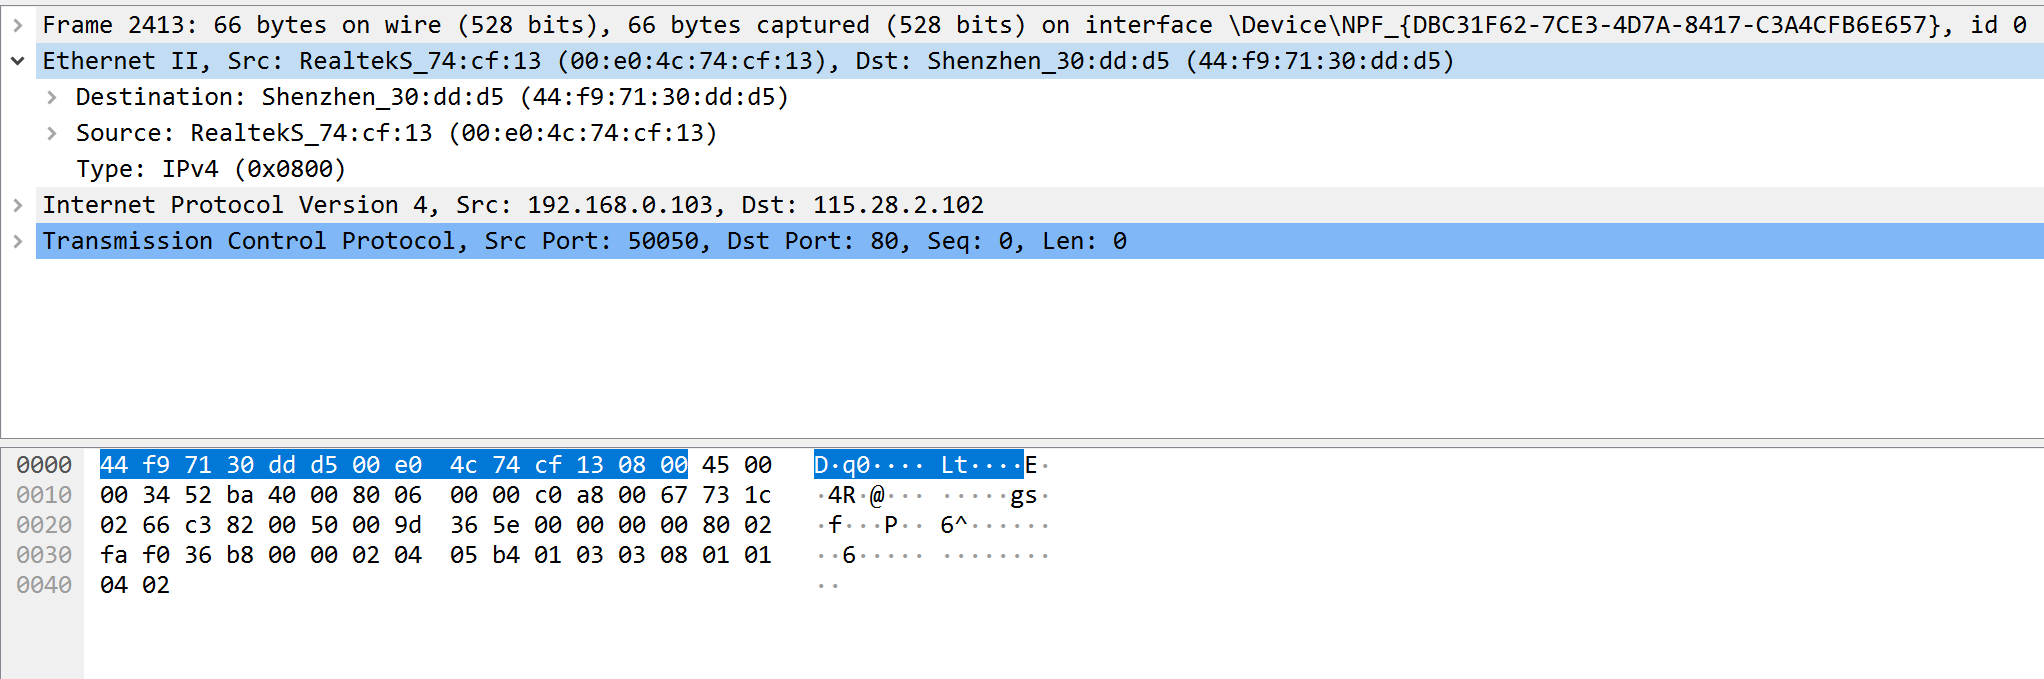 Frame 2413: 66 bytes on wire (528 bits), 66 bytes captured (528 bits) on interface \Device\NPF_{DBC31F62-7CE3-4D7A-8417-C3A4CFB6E657}, id 0
Ethernet II, Src: RealtekS_74:cf:13 (00:e0:4c:74:cf:13), Dst: Shenzhen_30:dd:d5 (44:f9:71:30:dd:d5)
Destination: Shenzhen_30:dd:d5 (44:f9:71:30:dd:d5)
Source: RealtekS_74:cf:13 (00:e0:4c:74:cf:13)
Type: IPv4 (0x0800)
Internet Protocol Version 4, Src: 192.168.0.103, Dst: 115.28.2.102
Transmission Control Protocol, Src Port: 50050, Dst Port: 80, Seq: 0, Len: 0
0000 44 f9 71 30 dd d5 00 e0 4c 74 cf 13 08 00 45 00 D·q0···· Lt····E·
0010 00 34 52 ba 40 00 80 06 00 00 c0 a8 00 67 73 1c ·4R·@··· ·····gs·
0020 02 66 c3 82 00 50 00 9d 36 5e 00 00 00 00 80 02 ·f···P·· 6^······
0030 fa f0 36 b8 00 00 02 04 05 b4 01 03 03 08 01 01 ··6····· ········
0040 04 02 ··